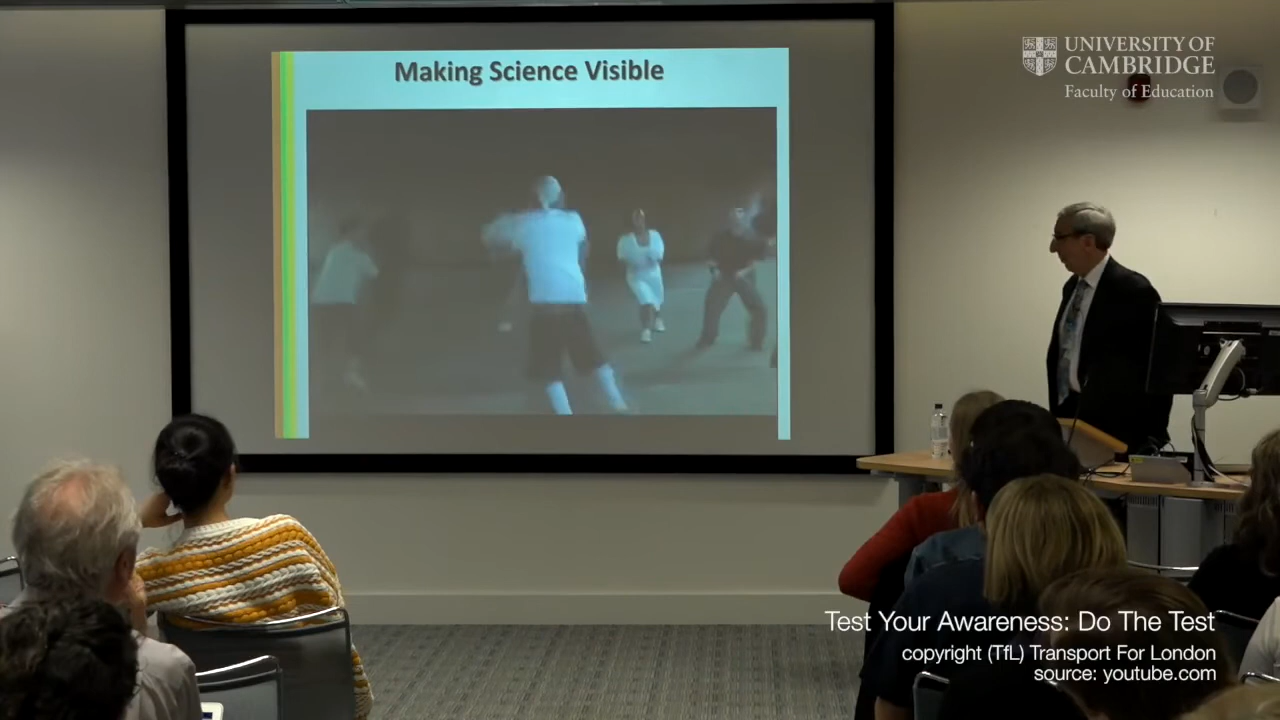 Making Science Visible
UNIVERSITY OF
CAMBRIDGE
Faculty of Education
Test Your Awareness: Do The Test
copyright (TfL) Transport For London
source: youtube.com